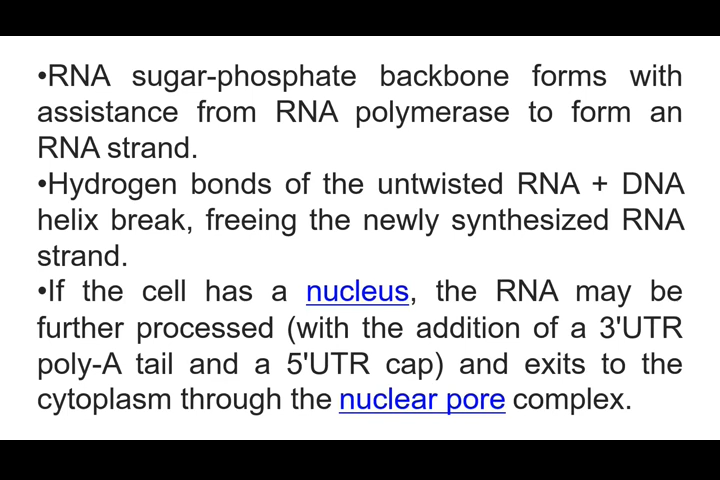 •RNA sugar-phosphate backbone forms with
assistance from RNA polymerase to form an
RNA strand.
•Hydrogen bonds of the untwisted RNA + DNA
helix break, freeing the newly synthesized RNA
strand.
•If the cell has a nucleus, the RNA may be
further processed (with the addition of a 3'UTR
poly-A tail and a 5'UTR cap) and exits to the
cytoplasm through the nuclear pore complex.